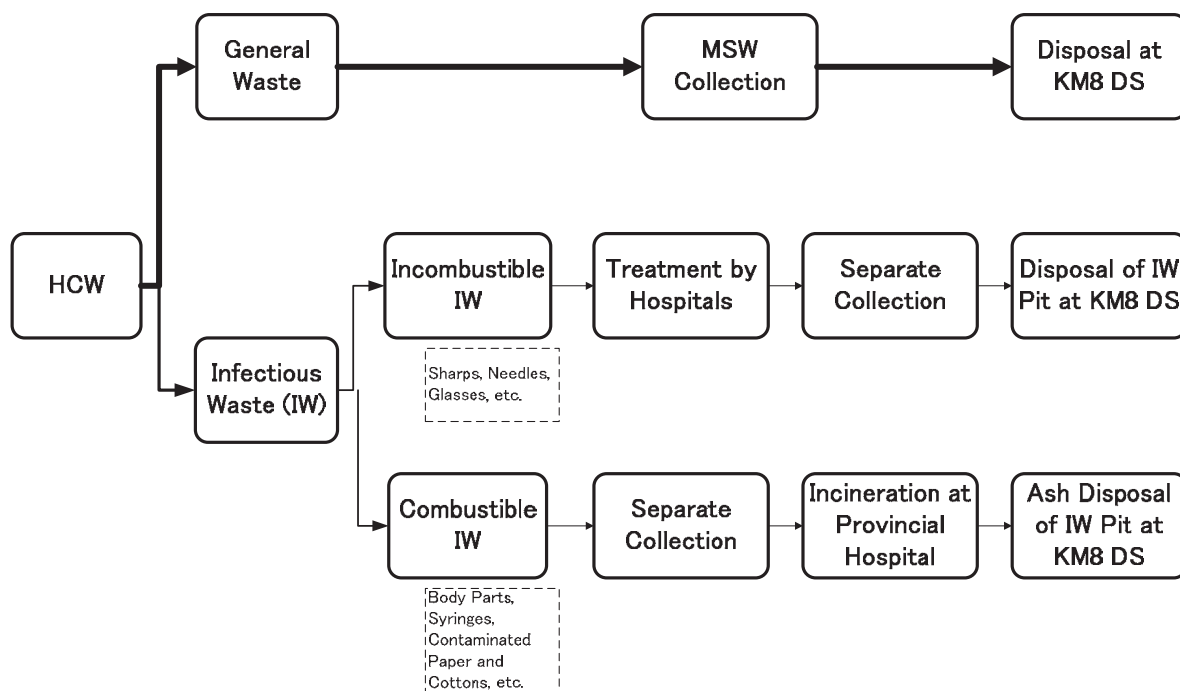 General
Waste
MSW
Collection
Disposal at
KM8 DS
HCW
Incombustible
IW
Treatment by
Hospitals
Separate
Collection
Disposal of IW
Pit at KM8 DS
Sharps, Needles,
Glasses, etc.
Infectious
Waste (IW)
Combustible
IW
Separate
Collection
Incineration at
Provincial
Hospital
Ash Disposal
of IW Pit at
KM8 DS
Body Parts,
Syringes,
Contaminated
Paper and
Cottons, etc.